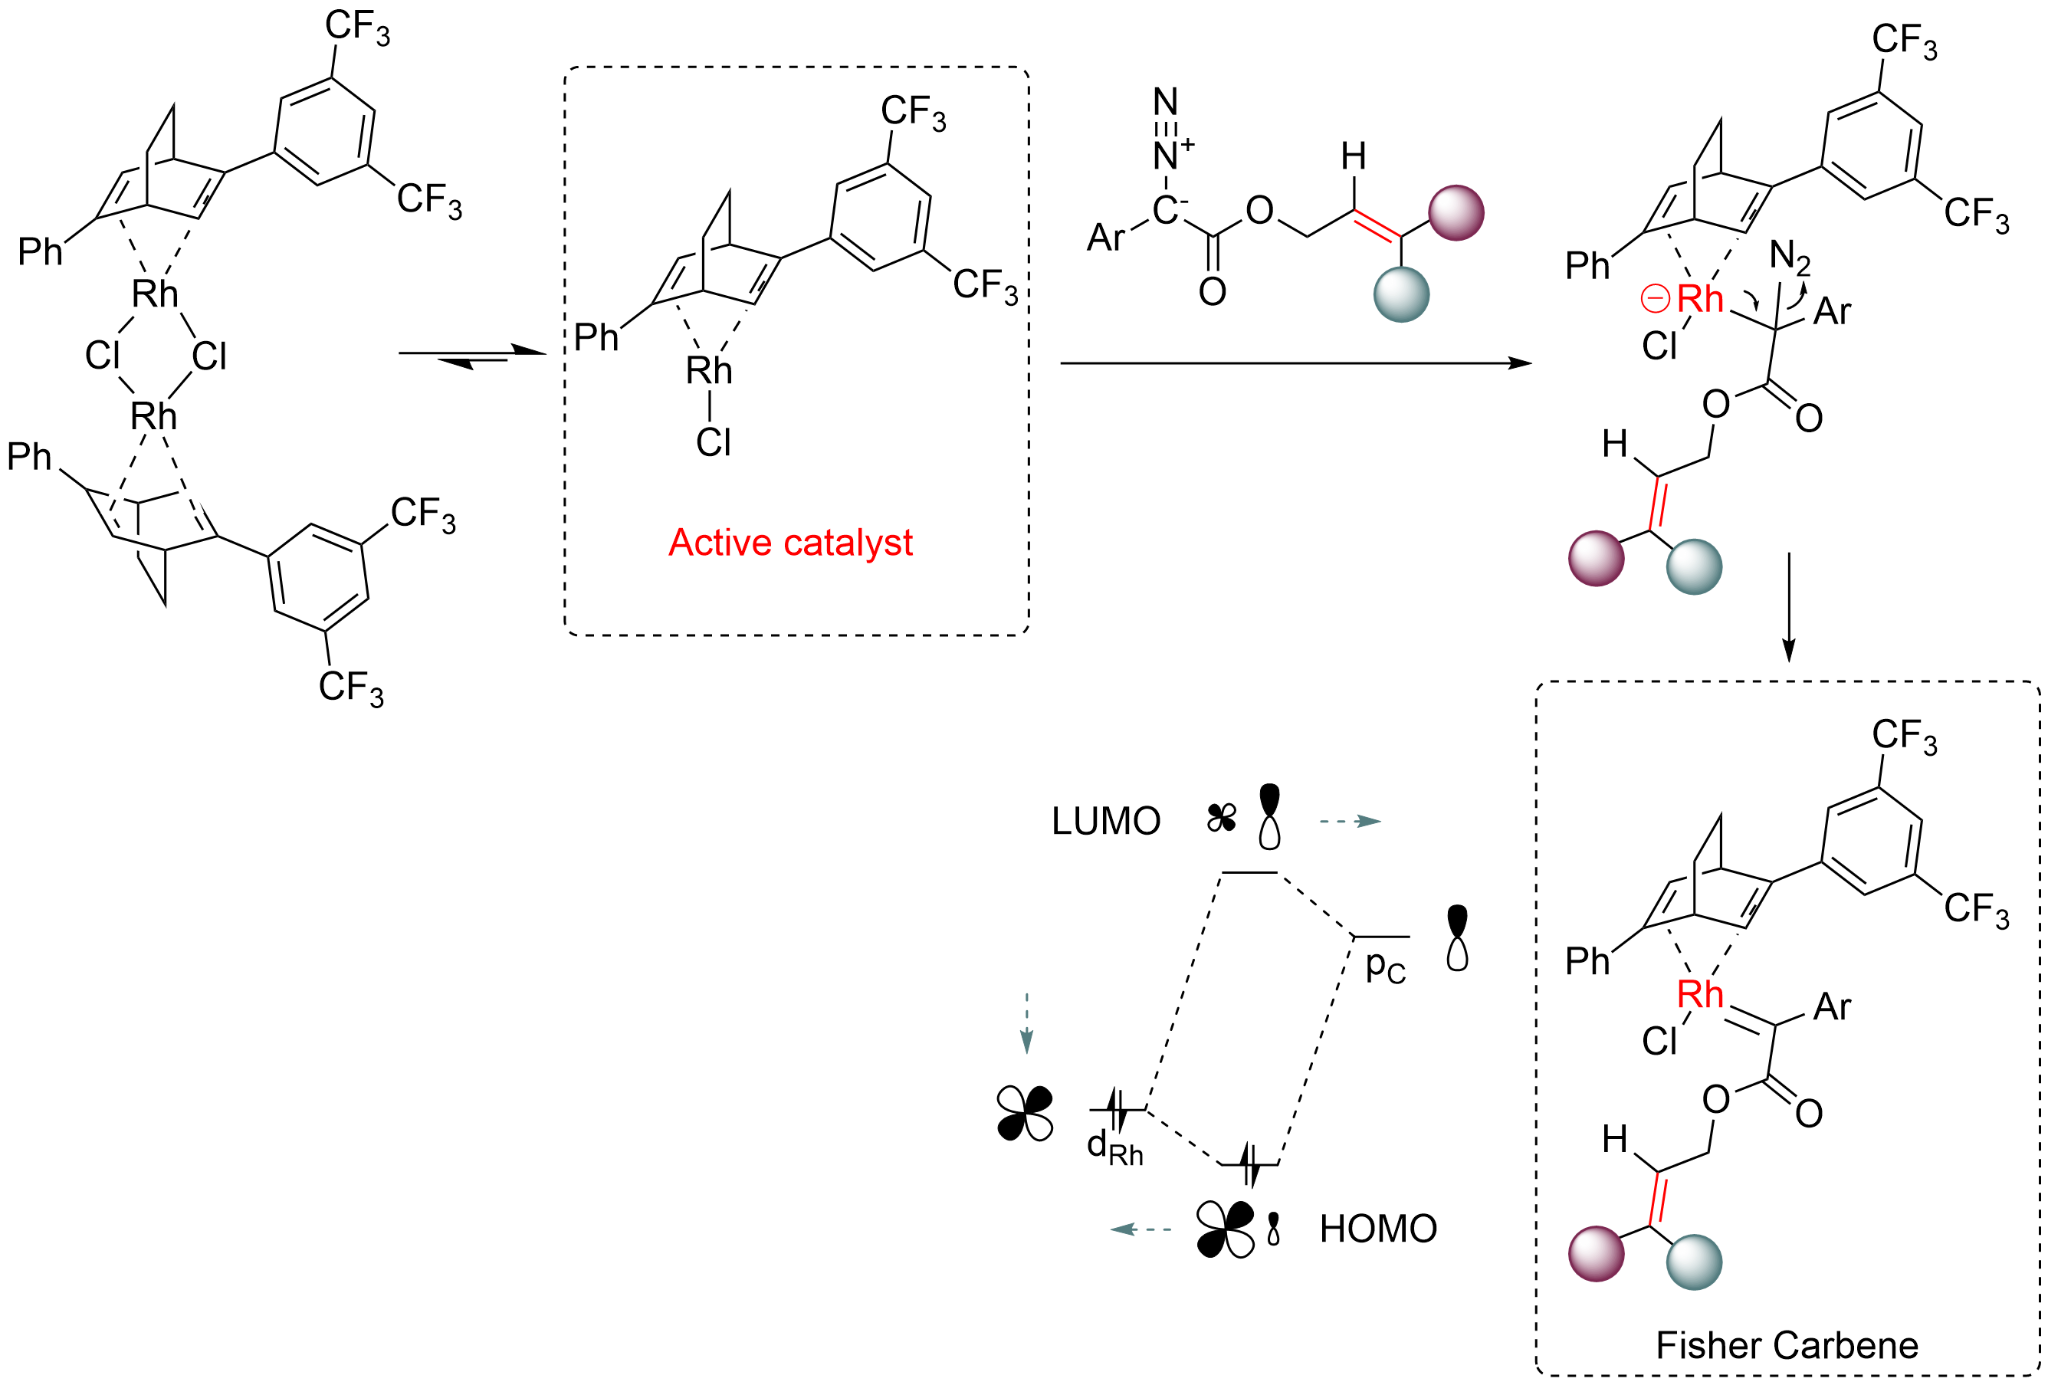 CF3
CF3
Ph
Rh
Cl
Cl
Rh
Ph
CF3
CF3
CF3
CF3
Ph
Rh
Cl
Active catalyst
N
N+
C-
Ar
O
O
H
CF3
CF3
Ph
N2
Rh
Ar
Cl
O
O
H
LUMO
pC
dRh
HOMO
CF3
CF3
Ph
Rh
Ar
Cl
O
O
H
Fisher Carbene